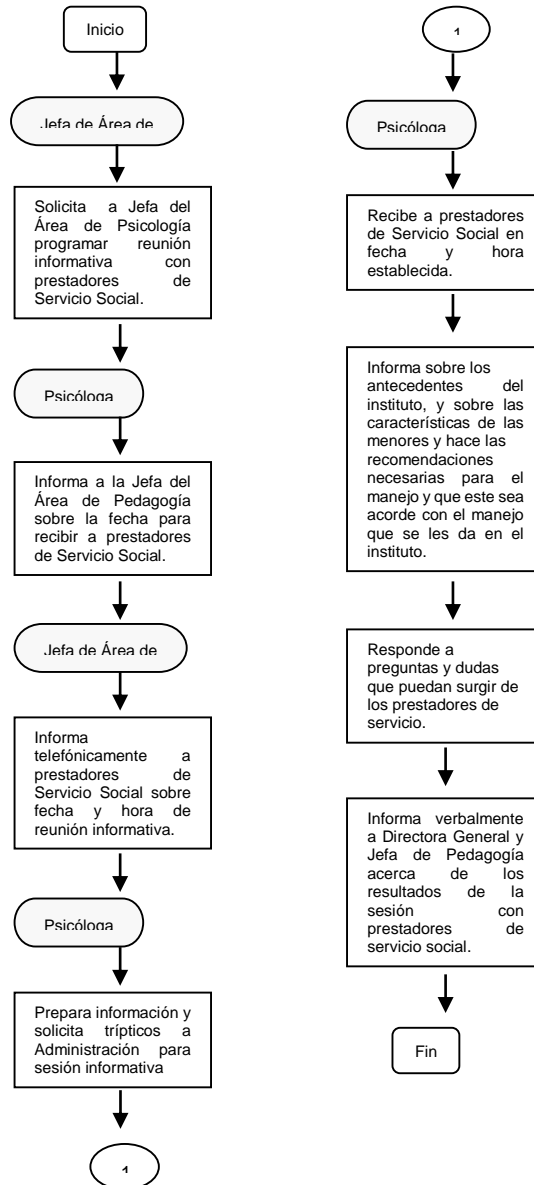 Inicio
Jefa de Área de
Solicita a Jefa del
Área de Psicología
programar reunión
informativa con
prestadores de
Servicio Social.
Psicóloga
Informa a la Jefa del
Área de Pedagogía
sobre la fecha para
recibir a prestadores
de Servicio Social.
Jefa de Área de
Informa
telefónicamente a
prestadores de
Servicio Social sobre
fecha y hora de
reunión informativa.
Psicóloga
Prepara información y
solicita trípticos a
Administración para
sesión informativa
1
1
Psicóloga
Recibe a prestadores
de Servicio Social en
fecha y hora
establecida.
Informa sobre los
antecedentes del
instituto, y sobre las
características de las
menores y hace las
recomendaciones
necesarias para el
manejo y que este sea
acorde con el manejo
que se les da en el
instituto.
Responde a
preguntas y dudas
que puedan surgir de
los prestadores de
servicio.
Informa verbalmente
a Directora General y
Jefa de Pedagogía
acerca de los
resultados de la
sesión con
prestadores de
servicio social.
Fin